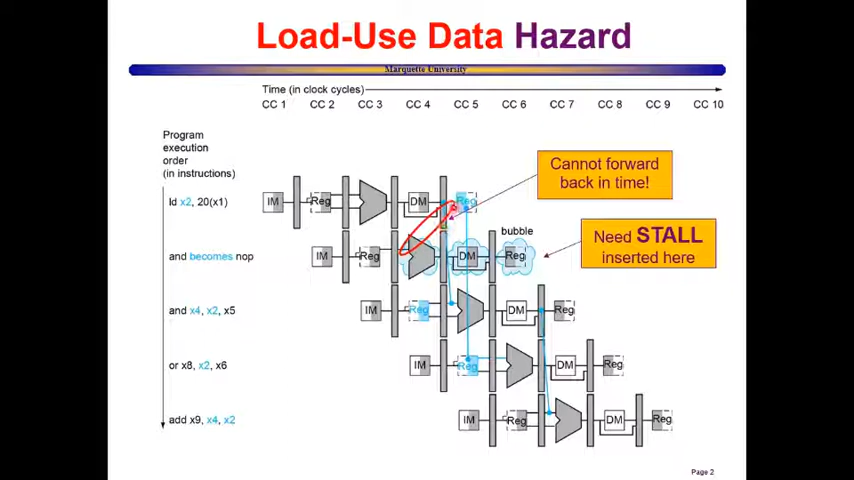 Load-Use Data Hazard
Marquette University
Time (in clock cycles)
CC 1 CC 2 CC 3 CC 4 CC 5 CC 6 CC 7 CC 8 CC 9 CC 10
Program
execution
order
(in instructions)
Cannot forward
back in time!
ld x2, 20(x1)
IM Reg DM Reg
bubble
Need STALL
inserted here
and becomes nop
IM Reg DM Reg
and x4, x2, x5
IM Reg DM Reg
or x8, x2, x6
IM Reg DM Reg
add x9, x4, x2
IM Reg DM Reg
Page 2